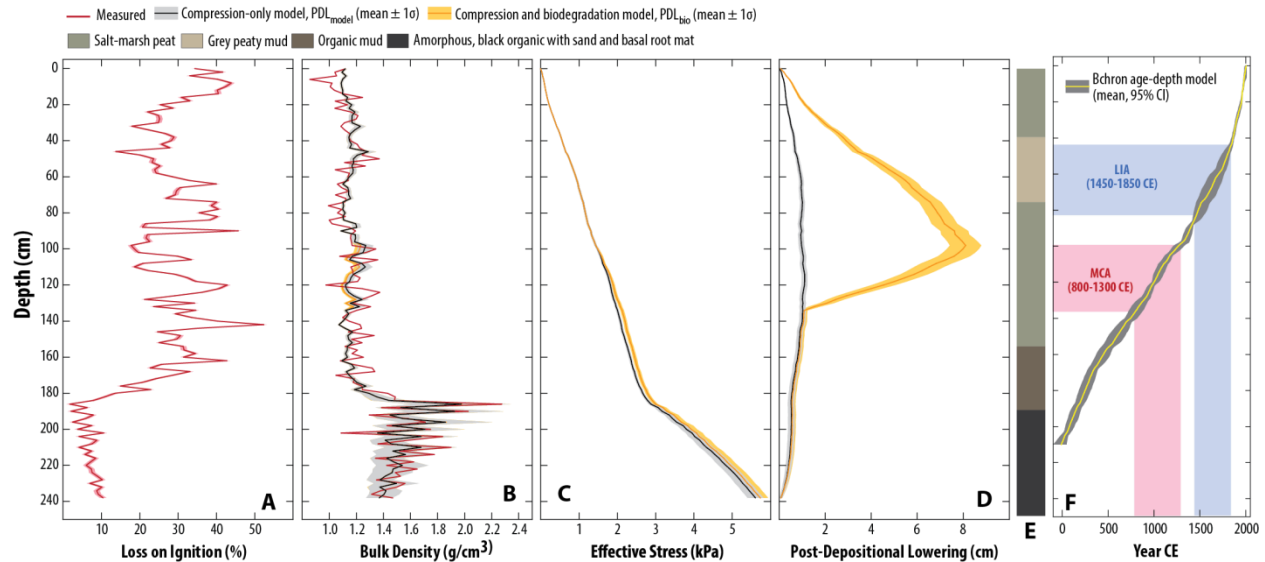 Measured
Compression-only model, PDLmodel (mean ± 1σ)
Compression and biodegradation model, PDLbio (mean ± 1σ)
Salt-marsh peat
Grey peaty mud
Organic mud
Amorphous, black organic with sand and basal root mat
Depth (cm)
0
20
40
60
80
100
120
140
160
180
200
220
240
A
10 20 30 40 50
Loss on Ignition (%)
B
1.0 1.2 1.4 1.6 1.8 2.0 2.2 2.4
Bulk Density (g/cm³)
C
1 2 3 4 5
Effective Stress (kPa)
D
2 4 6 8
Post-Depositional Lowering (cm)
E
Bchron age-depth model
(mean, 95% CI)
LIA
(1450-1850 CE)
MCA
(800-1300 CE)
F
0 500 1000 1500 2000
Year CE